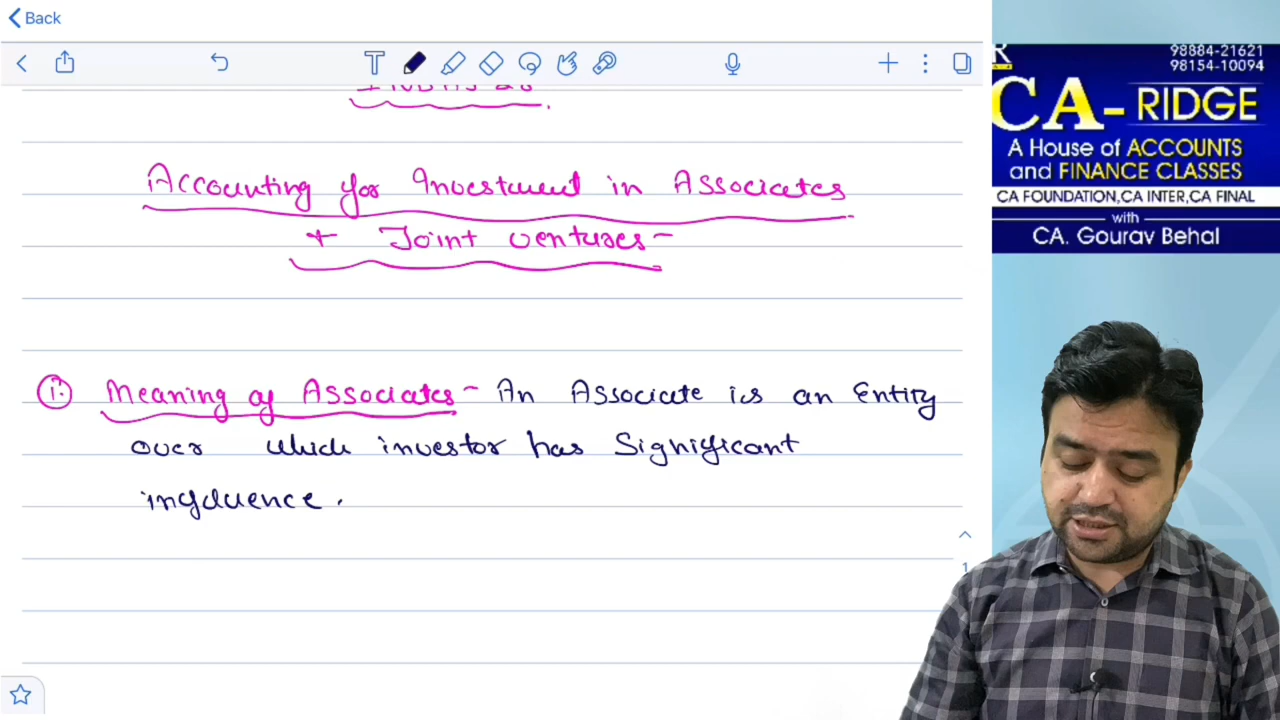 Back
98884-21621
98154-10094
R
CA-RIDGE
A House of ACCOUNTS
and FINANCE CLASSES
CA FOUNDATION,CA INTER,CA FINAL
with
CA. Gourav Behal
Accounting for Investment in Associates
+ Joint ventures-
1. Meaning of Associates - An Associate is an Entity
over which investor has Significant
influence.
1